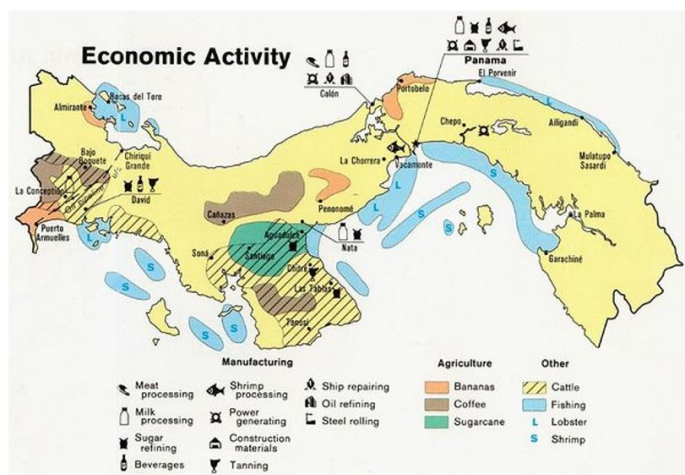 Economic Activity
Panama
El Porvenir
Colón
Portobelo
Bocas del Toro
Almirante
Chepo
Ailigandi
Bajo
Boquete
Chiriquí
Grande
La Chorrera
Vacamonte
Mulatupo
Sasardi
La Concepción
David
Cañazas
Penonomé
La Palma
Puerto
Armuelles
Aguadulce
Nata
Soná
Santiago
Garachiné
Chitré
Las Tablas
Tonosí
L
L
L
L
L
S
S
S
S
S
S
S
Manufacturing
Agriculture
Other
Meat
processing
Shrimp
processing
Ship repairing
Bananas
Cattle
Milk
processing
Power
generating
Oil refining
Coffee
Fishing
Sugar
refining
Construction
materials
Steel rolling
Sugarcane
L Lobster
Beverages
Tanning
S Shrimp